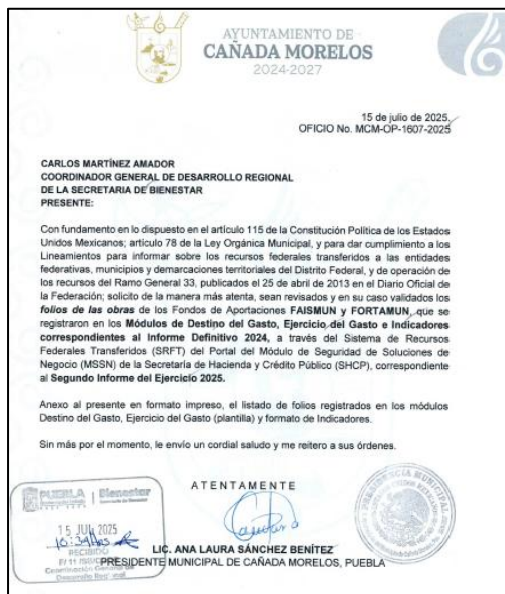 AYUNTAMIENTO DE
CAÑADA MORELOS
2024-2027
15 de julio de 2025.
OFICIO No. MCM-OP-1607-2025
CARLOS MARTÍNEZ AMADOR
COORDINADOR GENERAL DE DESARROLLO REGIONAL
DE LA SECRETARIA DE BIENESTAR
PRESENTE:
Con fundamento en lo dispuesto en el artículo 115 de la Constitución Política de los Estados
Unidos Mexicanos; artículo 78 de la Ley Orgánica Municipal, y para dar cumplimiento a los
Lineamientos para informar sobre los recursos federales transferidos a las entidades
federativas, municipios y demarcaciones territoriales del Distrito Federal, y de operación de
los recursos del Ramo General 33, publicados el 25 de abril de 2013 en el Diario Oficial de
la Federación; solicito de la manera más atenta, sean revisados y en su caso validados los
folios de las obras de los Fondos de Aportaciones FAISMUN y FORTAMUN, que se
registraron en los Módulos de Destino del Gasto, Ejercicio del Gasto e Indicadores
correspondientes al Informe Definitivo 2024, a través del Sistema de Recursos
Federales Transferidos (SRFT) del Portal del Módulo de Seguridad de Soluciones de
Negocio (MSSN) de la Secretaría de Hacienda y Crédito Público (SHCP), correspondiente
al Segundo Informe del Ejercicio 2025.
Anexo al presente en formato impreso, el listado de folios registrados en los módulos
Destino del Gasto, Ejercicio del Gasto (plantilla) y formato de Indicadores.
Sin más por el momento, le envío un cordial saludo y me reitero a sus órdenes.
ATENTAMENTE
PUEBLA Bienestar
15 JUL 2025
10:34 Hrs
RECIBIDO
Coordinación General de
Desarrollo Regional
PRESIDENCIA MUNICIPAL
LIC. ANA LAURA SÁNCHEZ BENÍTEZ
PRESIDENTE MUNICIPAL DE CAÑADA MORELOS, PUEBLA